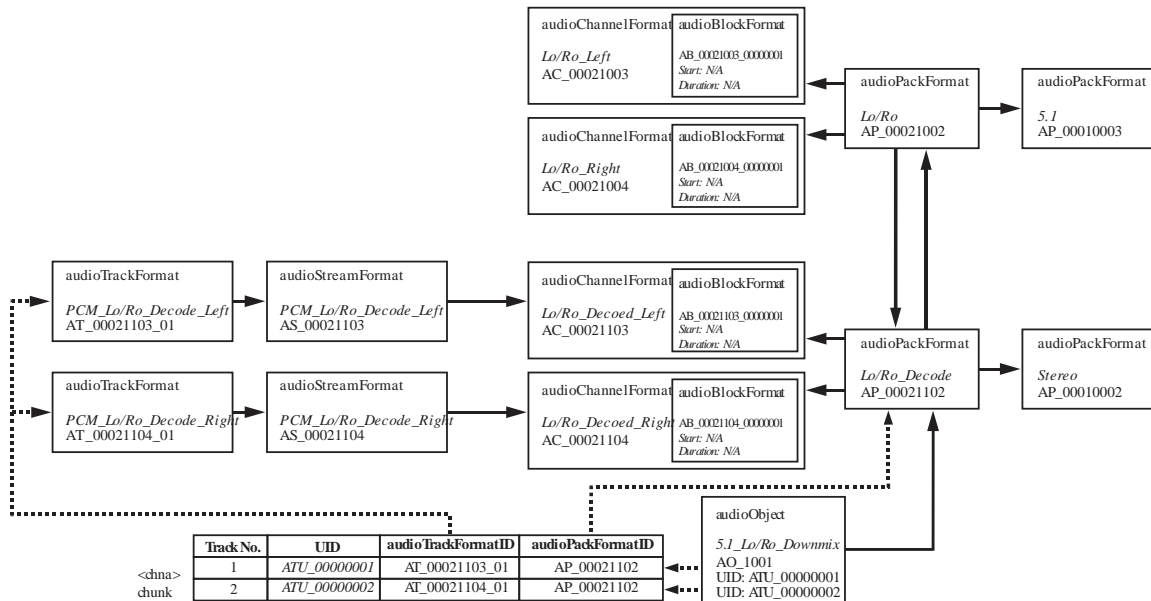 audioChannelFormat
Lo/Ro_Left
AC_00021003
audioBlockFormat
AB_00021003_00000001
Start: N/A
Duration: N/A
audioPackFormat
Lo/Ro
AP_00021002
audioPackFormat
5.1
AP_00010003
audioChannelFormat
Lo/Ro_Right
AC_00021004
audioBlockFormat
AB_00021004_00000001
Start: N/A
Duration: N/A
audioTrackFormat
PCM_Lo/Ro_Decode_Left
AT_00021103_01
audioStreamFormat
PCM_Lo/Ro_Decode_Left
AS_00021103
audioChannelFormat
Lo/Ro_Decoed_Left
AC_00021103
audioBlockFormat
AB_00021103_00000001
Start: N/A
Duration: N/A
audioPackFormat
Lo/Ro_Decode
AP_00021102
audioPackFormat
Stereo
AP_00010002
audioTrackFormat
PCM_Lo/Ro_Decode_Right
AT_00021104_01
audioStreamFormat
PCM_Lo/Ro_Decode_Right
AS_00021104
audioChannelFormat
Lo/Ro_Decoed_Right
AC_00021104
audioBlockFormat
AB_00021104_00000001
Start: N/A
Duration: N/A
audioObject
5.1_Lo/Ro_Downmix
AO_1001
UID: ATU_00000001
UID: ATU_00000002
<chna>
chunk
Track No. UID audioTrackFormatID audioPackFormatID
1 ATU_00000001 AT_00021103_01 AP_00021102
2 ATU_00000002 AT_00021104_01 AP_00021102